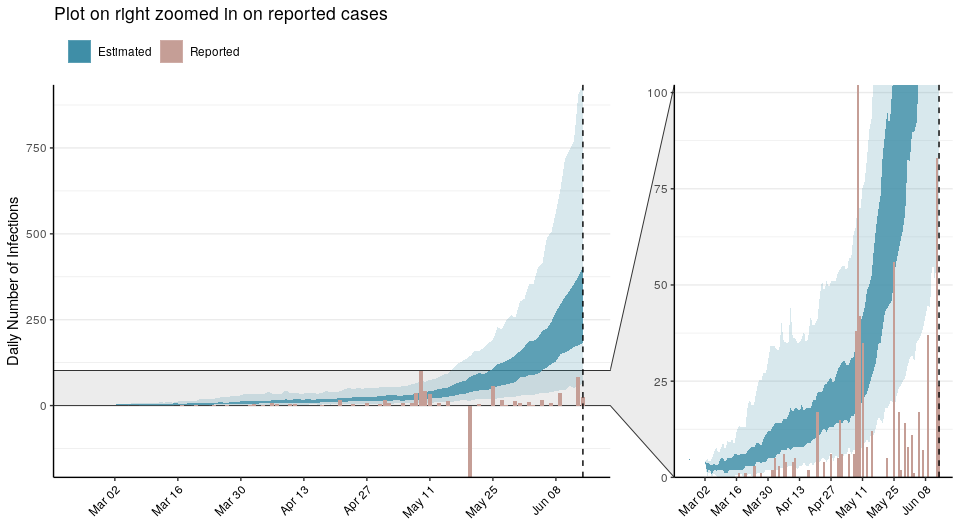 Plot on right zoomed in on reported cases
Estimated
Reported
Daily Number of Infections
750
500
250
0
Mar 02
Mar 16
Mar 30
Apr 13
Apr 27
May 11
May 25
Jun 08
100
75
50
25
0
Mar 02
Mar 16
Mar 30
Apr 13
Apr 27
May 11
May 25
Jun 08